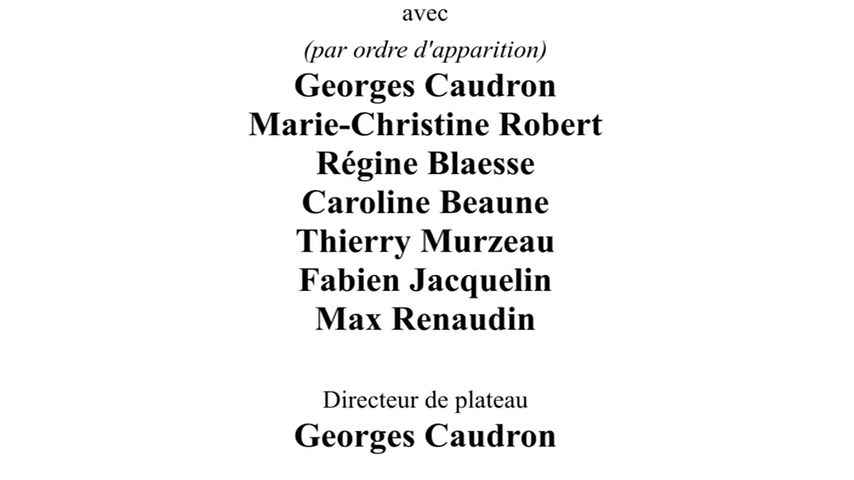 avec
(par ordre d'apparition)
Georges Caudron
Marie-Christine Robert
Régine Blaesse
Caroline Beaune
Thierry Murzeau
Fabien Jacquelin
Max Renaudin
Directeur de plateau
Georges Caudron